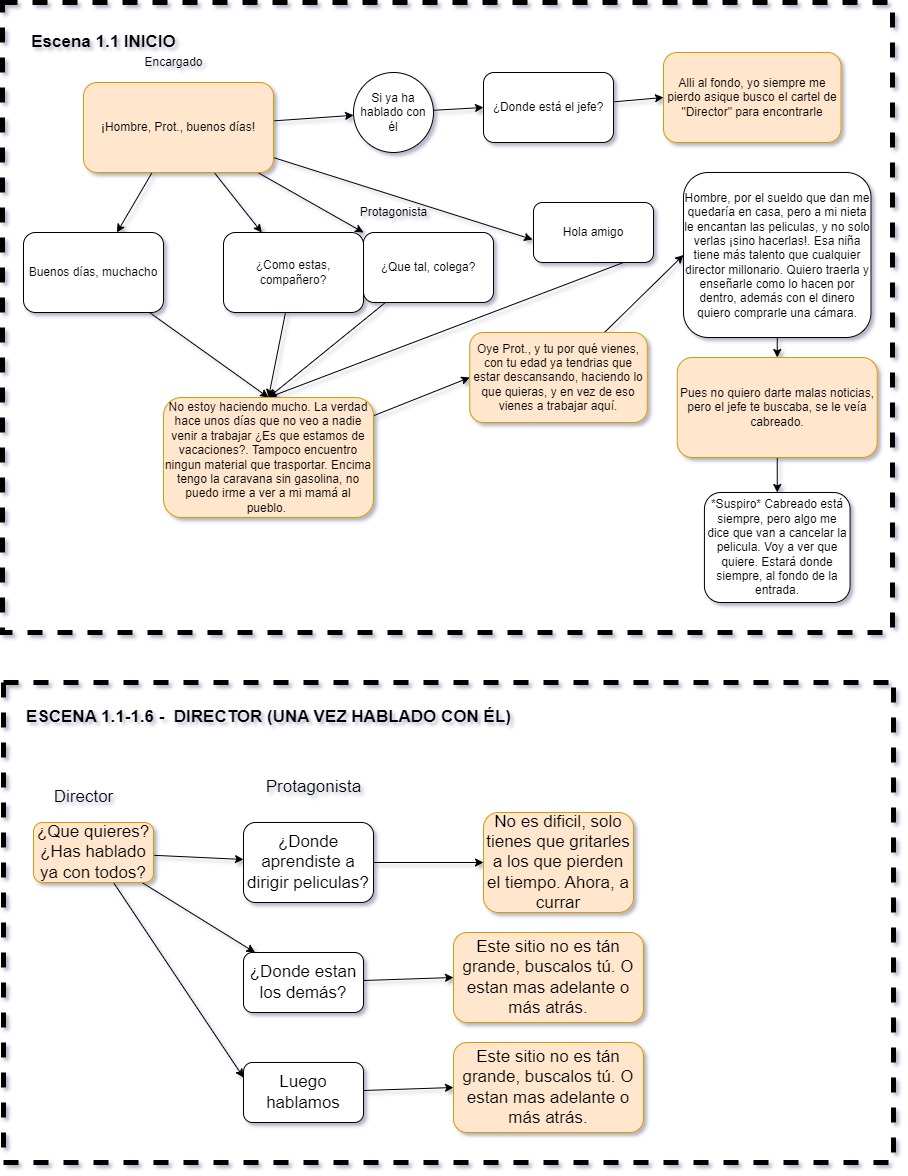 Escena 1.1 INICIO
Encargado
¡Hombre, Prot., buenos días!
Si ya ha
hablado con
él
¿Donde está el jefe?
Alli al fondo, yo siempre me
pierdo asique busco el cartel de
"Director" para encontrarle
Protagonista
Buenos días, muchacho
¿Como estas,
compañero?
¿Que tal, colega?
Hola amigo
No estoy haciendo mucho. La verdad
hace unos días que no veo a nadie
venir a trabajar ¿Es que estamos de
vacaciones?. Tampoco encuentro
ningun material que trasportar. Encima
tengo la caravana sin gasolina, no
puedo irme a ver a mi mamá al
pueblo.
Oye Prot., y tu por qué vienes,
con tu edad ya tendrias que
estar descansando, haciendo lo
que quieras, y en vez de eso
vienes a trabajar aquí.
Hombre, por el sueldo que dan me
quedaría en casa, pero a mi nieta
le encantan las peliculas, y no solo
verlas ¡sino hacerlas!. Esa niña
tiene más talento que cualquier
director millonario. Quiero traerla y
enseñarle como lo hacen por
dentro, además con el dinero
quiero comprarle una cámara.
Pues no quiero darte malas noticias,
pero el jefe te buscaba, se le veía
cabreado.
*Suspiro* Cabreado está
siempre, pero algo me
dice que van a cancelar la
pelicula. Voy a ver que
quiere. Estará donde
siempre, al fondo de la
entrada.
ESCENA 1.1-1.6 - DIRECTOR (UNA VEZ HABLADO CON ÉL)
Director
Protagonista
¿Que quieres?
¿Has hablado
ya con todos?
¿Donde
aprendiste a
dirigir peliculas?
No es dificil, solo
tienes que gritarles
a los que pierden
el tiempo. Ahora, a
currar
¿Donde estan
los demás?
Este sitio no es tán
grande, buscalos tú. O
estan mas adelante o
más atrás.
Luego
hablamos
Este sitio no es tán
grande, buscalos tú. O
estan mas adelante o
más atrás.